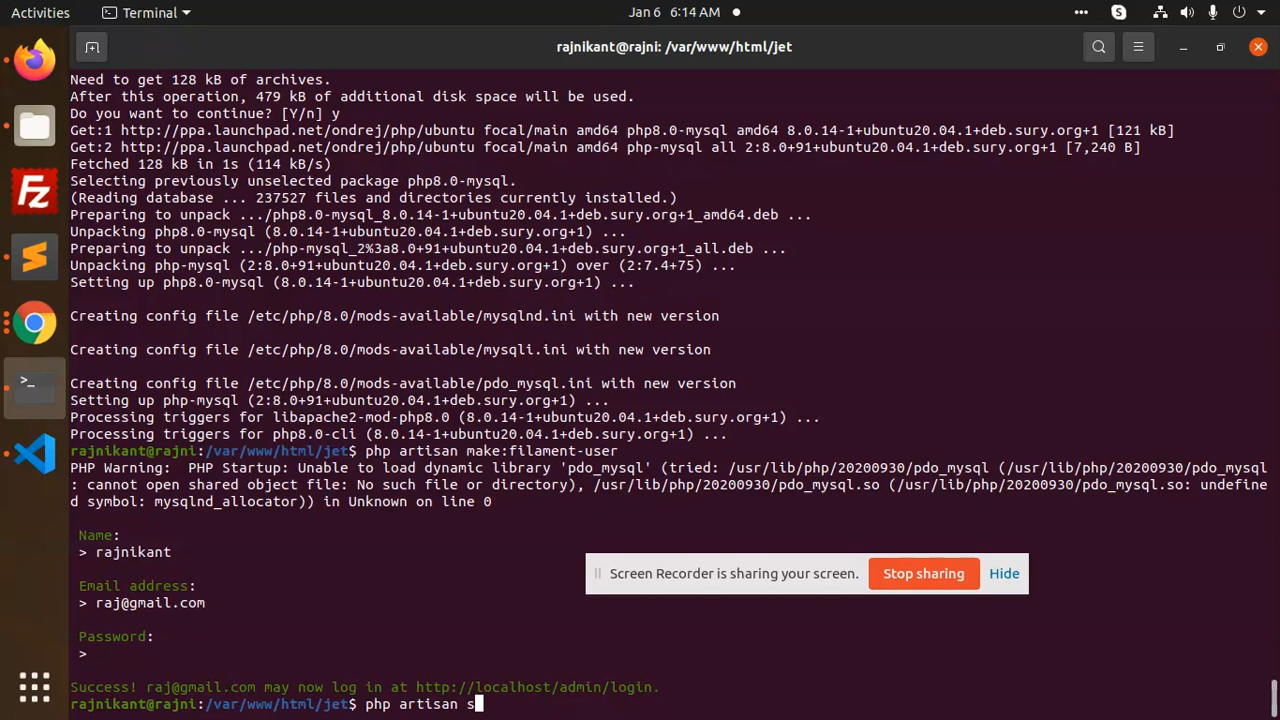 Activities
Terminal
Jan 6 6:14 AM
rajnikant@rajni: /var/www/html/jet
Need to get 128 kB of archives.
After this operation, 479 kB of additional disk space will be used.
Do you want to continue? [Y/n] y
Get:1 http://ppa.launchpad.net/ondrej/php/ubuntu focal/main amd64 php8.0-mysql amd64 8.0.14-1+ubuntu20.04.1+deb.sury.org+1 [121 kB]
Get:2 http://ppa.launchpad.net/ondrej/php/ubuntu focal/main amd64 php-mysql all 2:8.0+91+ubuntu20.04.1+deb.sury.org+1 [7,240 B]
Fetched 128 kB in 1s (114 kB/s)
Selecting previously unselected package php8.0-mysql.
(Reading database ... 237527 files and directories currently installed.)
Preparing to unpack .../php8.0-mysql_8.0.14-1+ubuntu20.04.1+deb.sury.org+1_amd64.deb ...
Unpacking php8.0-mysql (8.0.14-1+ubuntu20.04.1+deb.sury.org+1) ...
Preparing to unpack .../php-mysql_2%3a8.0+91+ubuntu20.04.1+deb.sury.org+1_all.deb ...
Unpacking php-mysql (2:8.0+91+ubuntu20.04.1+deb.sury.org+1) over (2:7.4+75) ...
Setting up php8.0-mysql (8.0.14-1+ubuntu20.04.1+deb.sury.org+1) ...
Creating config file /etc/php/8.0/mods-available/mysqlnd.ini with new version
Creating config file /etc/php/8.0/mods-available/mysqli.ini with new version
Creating config file /etc/php/8.0/mods-available/pdo_mysql.ini with new version
Setting up php-mysql (2:8.0+91+ubuntu20.04.1+deb.sury.org+1) ...
Processing triggers for libapache2-mod-php8.0 (8.0.14-1+ubuntu20.04.1+deb.sury.org+1) ...
Processing triggers for php8.0-cli (8.0.14-1+ubuntu20.04.1+deb.sury.org+1) ...
rajnikant@rajni:/var/www/html/jet$ php artisan make:filament-user
PHP Warning:  PHP Startup: Unable to load dynamic library 'pdo_mysql' (tried: /usr/lib/php/20200930/pdo_mysql (/usr/lib/php/20200930/pdo_mysql
: cannot open shared object file: No such file or directory), /usr/lib/php/20200930/pdo_mysql.so (/usr/lib/php/20200930/pdo_mysql.so: undefine
d symbol: mysqlnd_allocator)) in Unknown on line 0
Name:
> rajnikant
Screen Recorder is sharing your screen.
Stop sharing
Hide
Email address:
> raj@gmail.com
Password:
>
Success! raj@gmail.com may now log in at http://localhost/admin/login.
rajnikant@rajni:/var/www/html/jet$ php artisan s